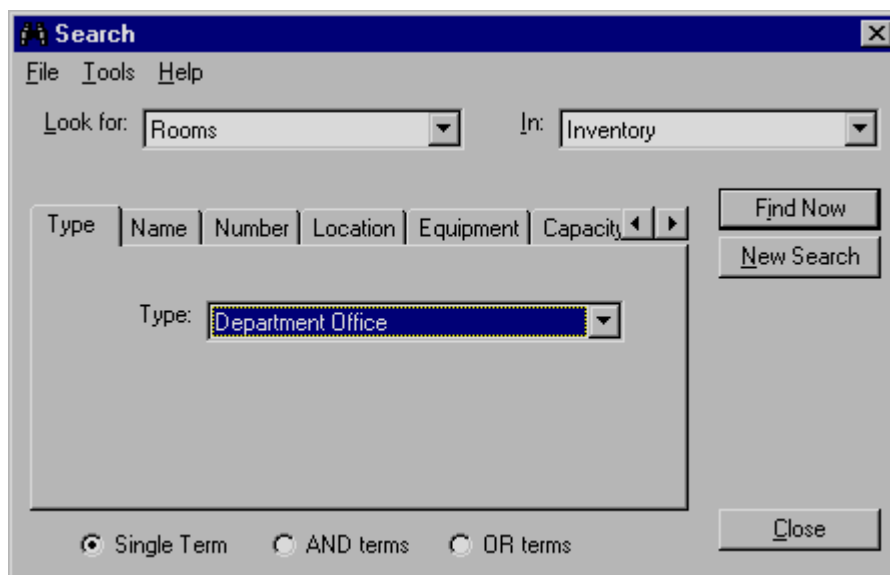 Search
File Tools Help
Look for: Rooms In: Inventory
Type Name Number Location Equipment Capacity
Find Now
New Search
Type: Department Office
Single Term AND terms OR terms
Close